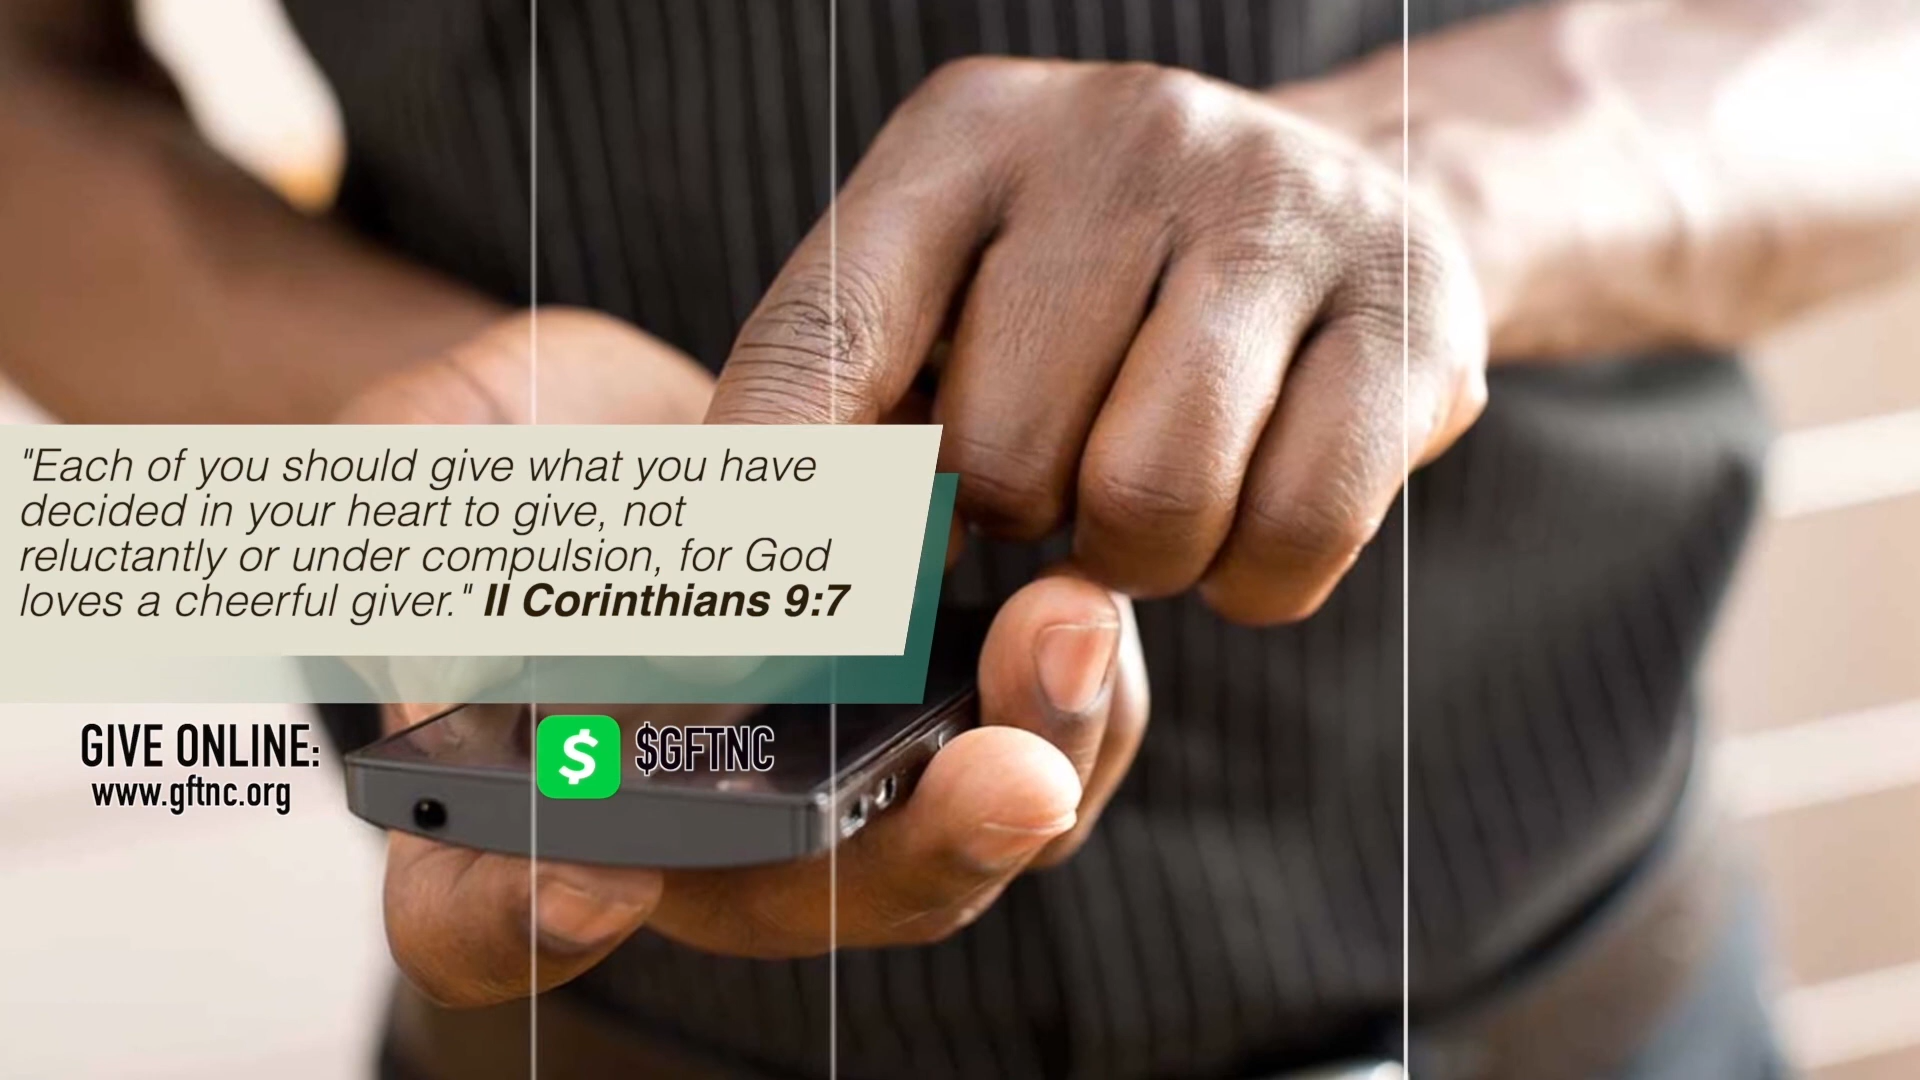 "Each of you should give what you have
decided in your heart to give, not
reluctantly or under compulsion, for God
loves a cheerful giver." II Corinthians 9:7
GIVE ONLINE:
www.gftnc.org
$ $GFTNC